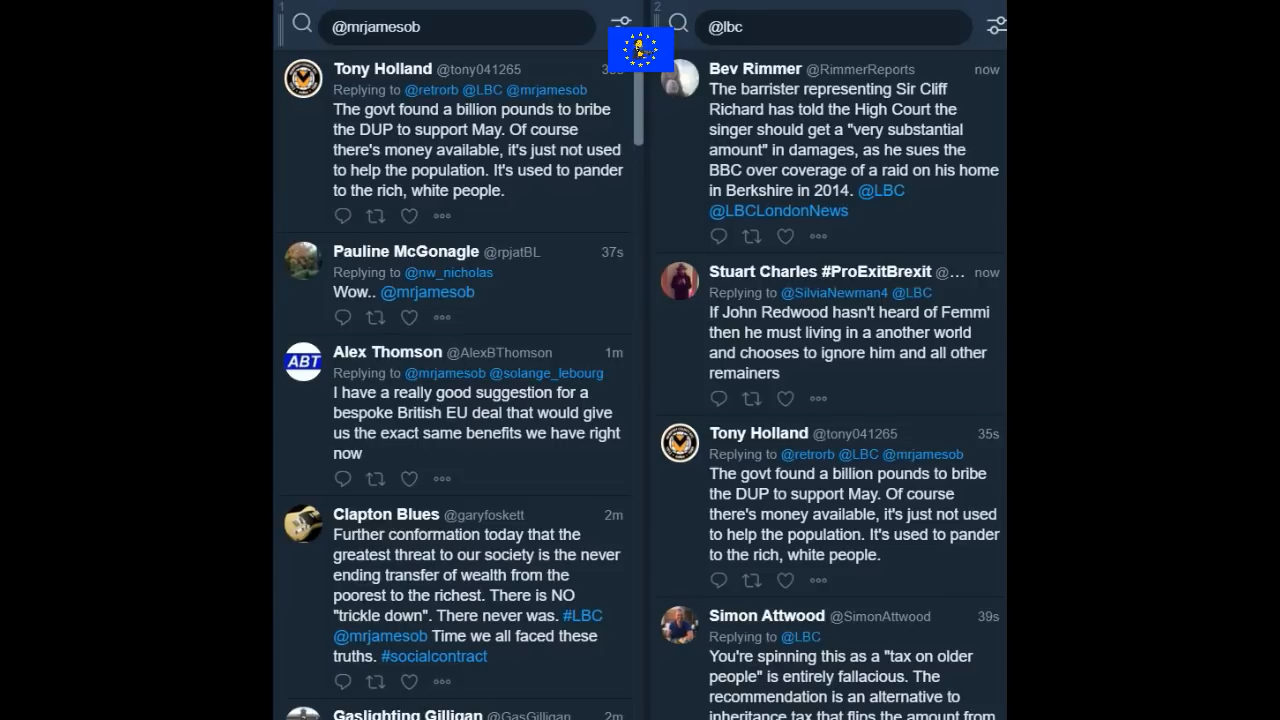 1
@mrjamesob
Tony Holland @tony041265
Replying to @retrorb @LBC @mrjamesob
The govt found a billion pounds to bribe
the DUP to support May. Of course
there's money available, it's just not used
to help the population. It's used to pander
to the rich, white people.
Pauline McGonagle @rpjatBL 37s
Replying to @nw_nicholas
Wow.. @mrjamesob
Alex Thomson @AlexBThomson 1m
ABT
Replying to @mrjamesob @solange_lebourg
I have a really good suggestion for a
bespoke British EU deal that would give
us the exact same benefits we have right
now
Clapton Blues @garyfoskett 2m
Further conformation today that the
greatest threat to our society is the never
ending transfer of wealth from the
poorest to the richest. There is NO
"trickle down". There never was. #LBC
@mrjamesob Time we all faced these
truths. #socialcontract
Gaslighting Gilligan @GasGilligan 2m
2
@lbc
Bev Rimmer @RimmerReports now
The barrister representing Sir Cliff
Richard has told the High Court the
singer should get a "very substantial
amount" in damages, as he sues the
BBC over coverage of a raid on his home
in Berkshire in 2014. @LBC
@LBCLondonNews
Stuart Charles #ProExitBrexit @... now
Replying to @SilviaNewman4 @LBC
If John Redwood hasn't heard of Femmi
then he must living in a another world
and chooses to ignore him and all other
remainers
Tony Holland @tony041265 35s
Replying to @retrorb @LBC @mrjamesob
The govt found a billion pounds to bribe
the DUP to support May. Of course
there's money available, it's just not used
to help the population. It's used to pander
to the rich, white people.
Simon Attwood @SimonAttwood 39s
Replying to @LBC
You're spinning this as a "tax on older
people" is entirely fallacious. The
recommendation is an alternative to
inheritance tax that flips the amount from